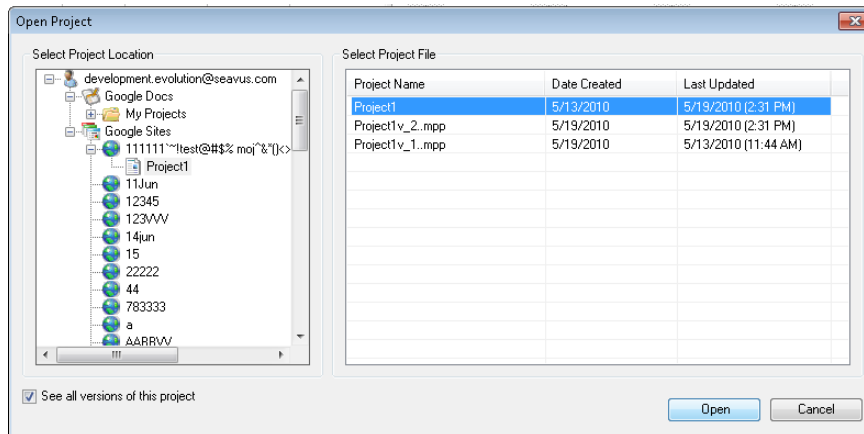 Open Project
Select Project Location
development.evolution@seavus.com
Google Docs
My Projects
Google Sites
111111`~!test@#$% moj^&*()<>
Project1
11Jun
12345
123VVV
14jun
15
22222
44
783333
a
AABBVV
See all versions of this project
Select Project File
Project Name Date Created Last Updated
Project1 5/13/2010 5/19/2010 (2:31 PM)
Project1v_2..mpp 5/19/2010 5/19/2010 (2:31 PM)
Project1v_1..mpp 5/19/2010 5/13/2010 (11:44 AM)
Open Cancel